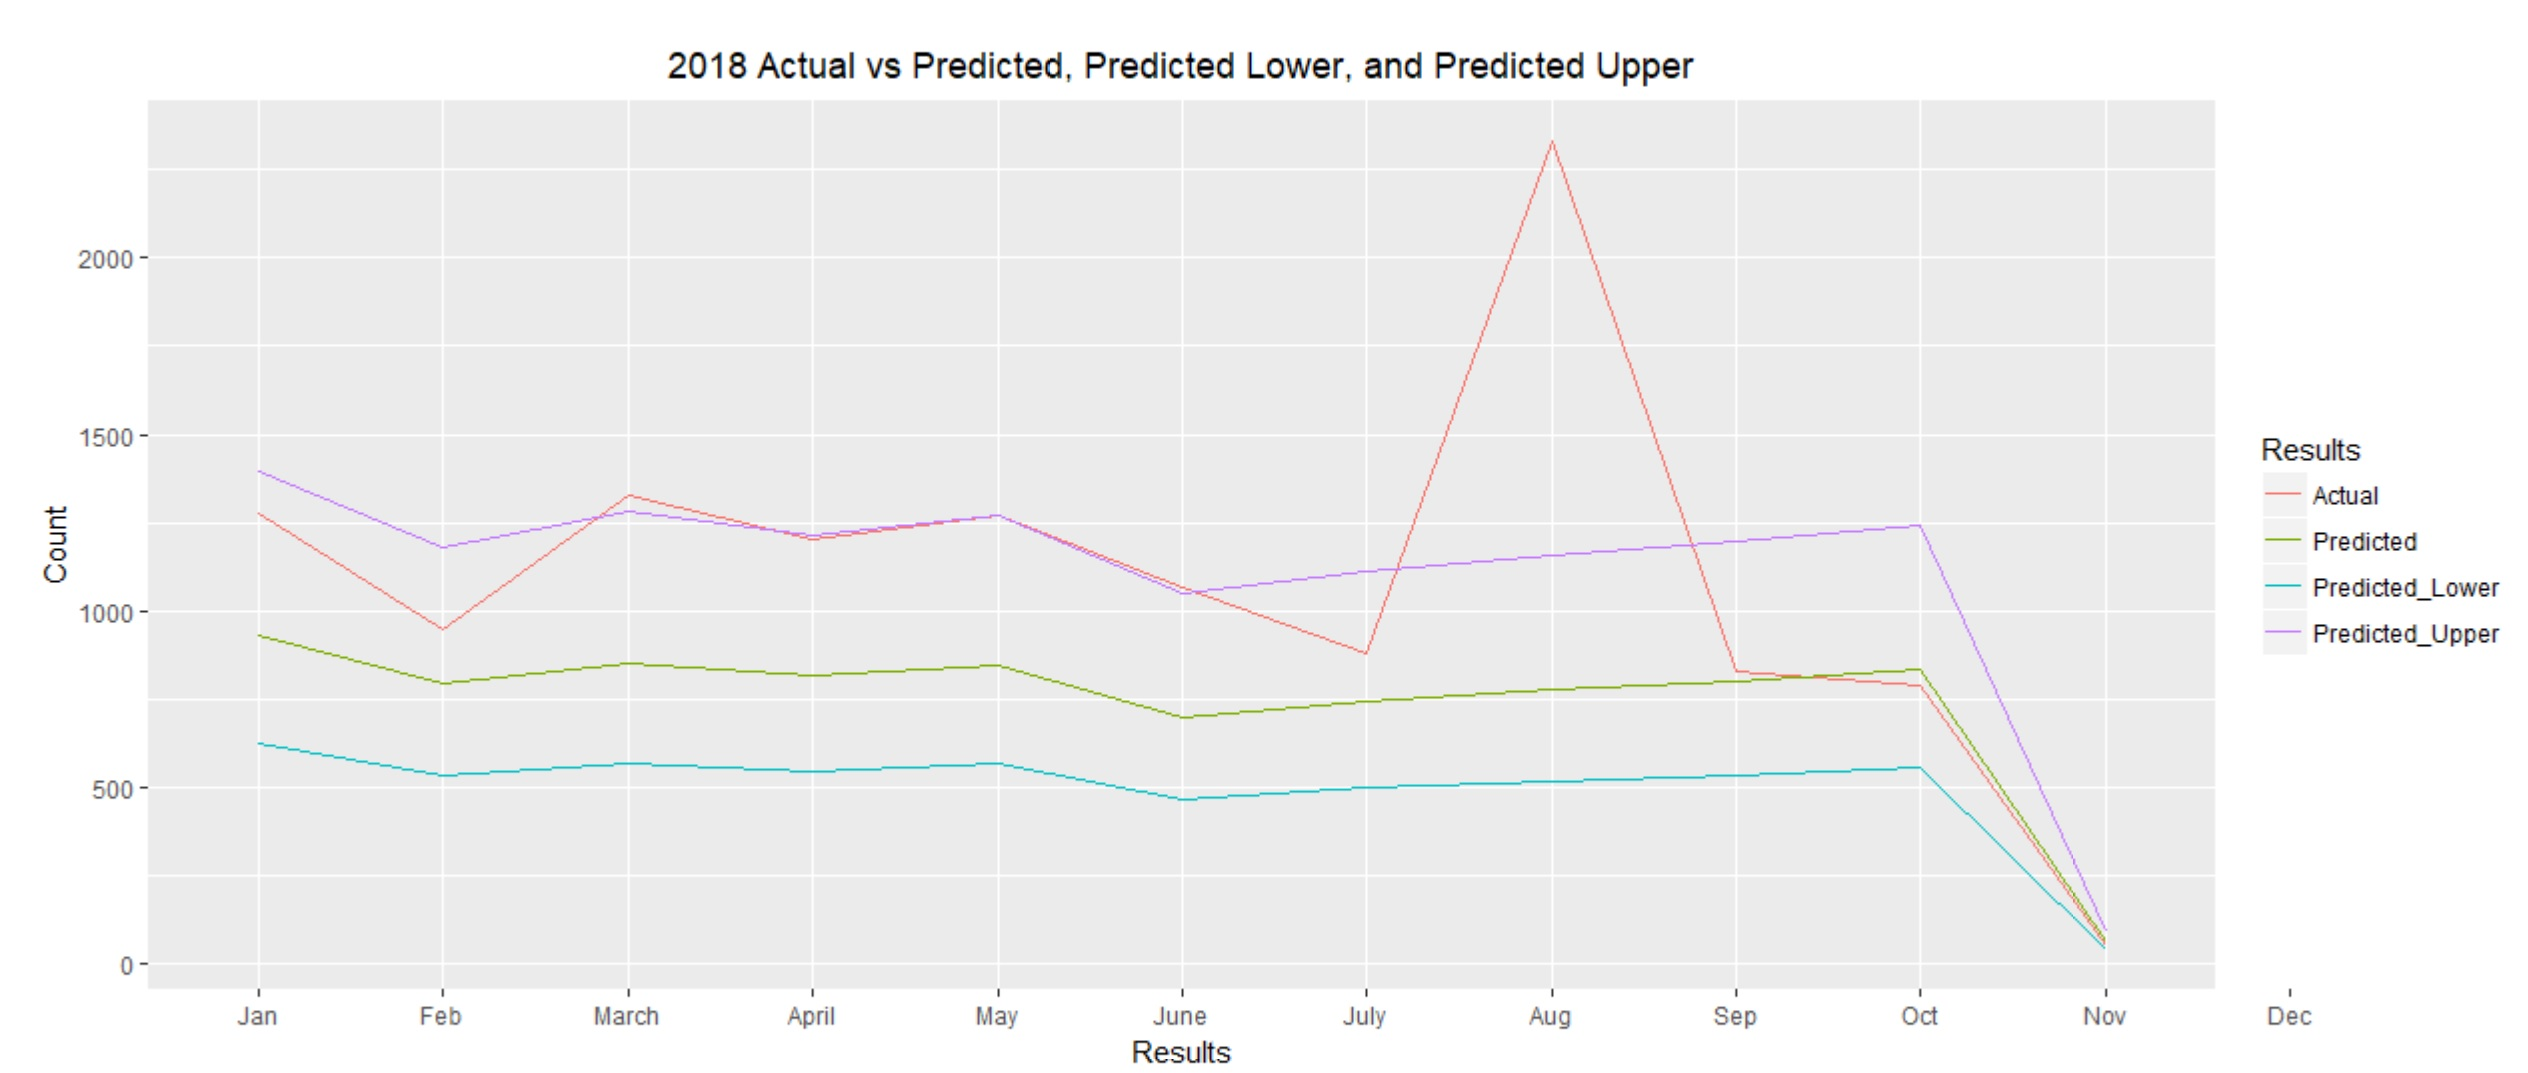 2018 Actual vs Predicted, Predicted Lower, and Predicted Upper
Count
2000
1500
1000
500
0
Jan Feb March April May June July Aug Sep Oct Nov Dec
Results
Results
Actual
Predicted
Predicted_Lower
Predicted_Upper